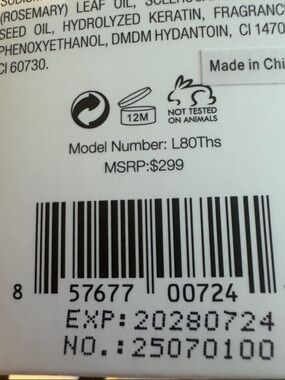 (ROSEMARY) LEAF OIL,
SEED OIL, HYDROLYZED KERATIN, FRAGRANC
PHENOXYETHANOL, DMDM HYDANTOIN, CI 1470
CI 60730.
Made in Chi
12M
NOT TESTED
ON ANIMALS
Model Number: L80Ths
MSRP:$299
8 57677 00724
EXP: 20280724
NO.: 25070100